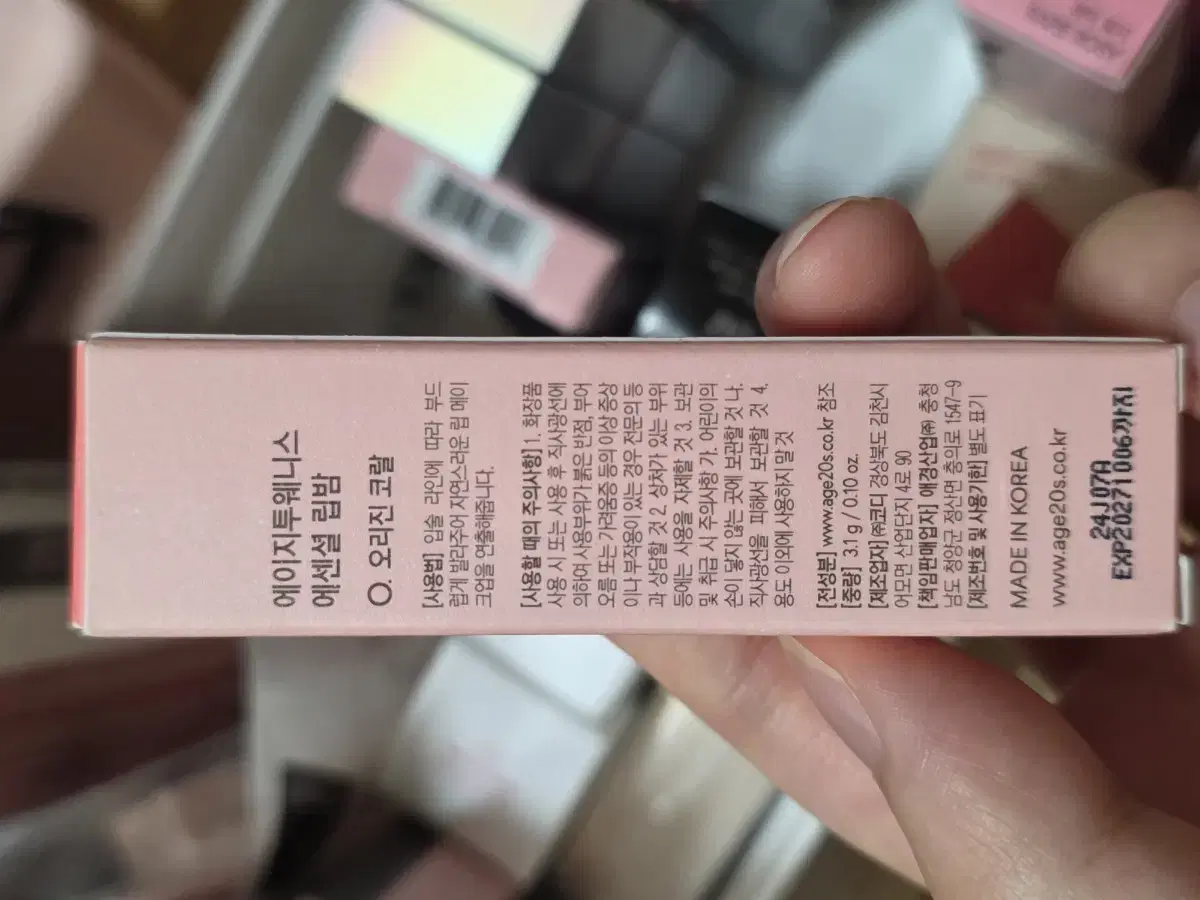 에이지투웨니스
에센셜 립밤
O. 오리진 코랄
[사용법] 입술 라인에 따라 부드
럽게 발라주어 자연스러운 립 메이
크업을 연출해줍니다.
[사용할 때의 주의사항] 1. 화장품
사용 시 또는 사용 후 직사광선에
의하여 사용부위가 붉은 반점, 부어
오름 또는 가려움증 등의 이상 증상
이나 부작용이 있는 경우 전문의 등
과 상담할 것 2. 상처가 있는 부위
등에는 사용을 자제할 것 3. 보관
및 취급 시 주의사항 가. 어린이의
손이 닿지 않는 곳에 보관할 것 나.
직사광선을 피해서 보관할 것 4.
용도 이외에 사용하지 말 것
[전성분] www.age20s.co.kr 참조
[중량] 3.1 g / 0.10 oz.
[제조업자] ㈜코디 경상북도 김천시
어모면 산업단지 4로 90
[책임판매업자] 애경산업㈜ 충청
남도 청양군 정산면 충의로 1547-9
[제조번호 및 사용기한] 별도 표기
MADE IN KOREA
www.age20s.co.kr
24J07A
EXP20271006까지